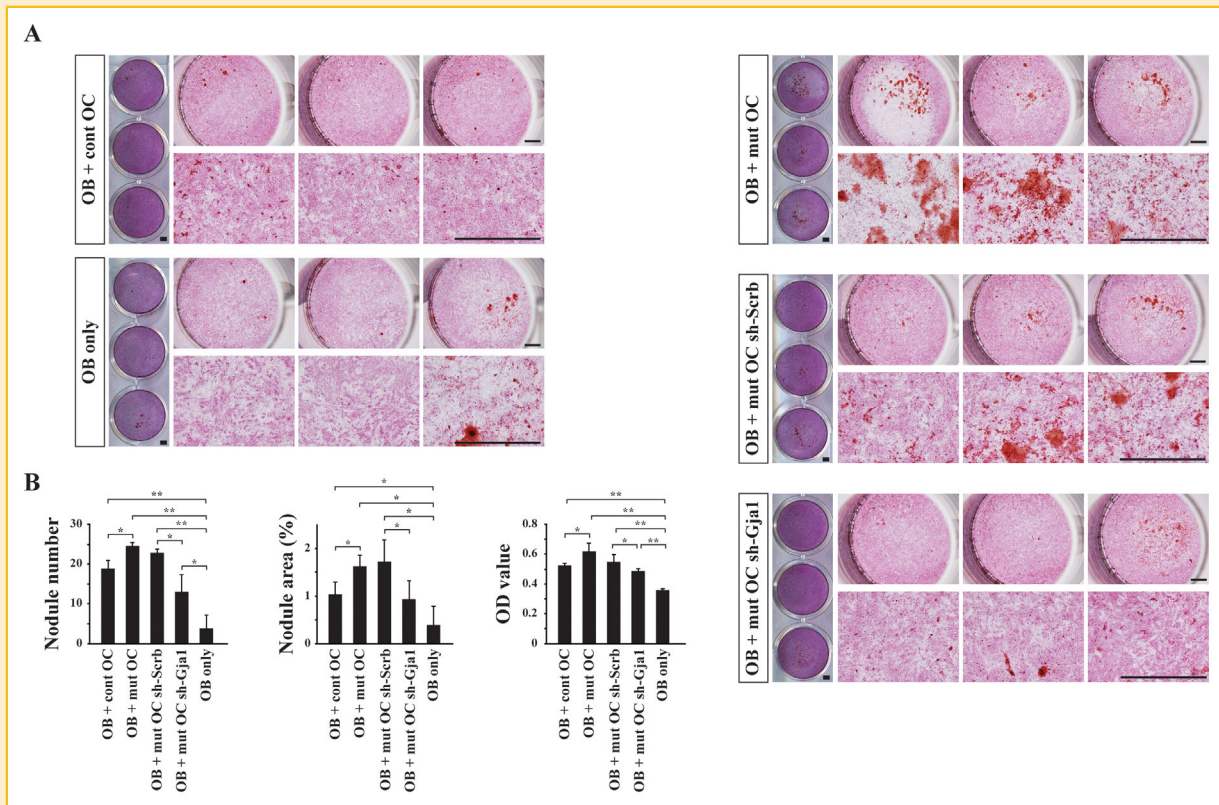 A
OB + cont OC
OB only
OB + mut OC
OB + mut OC sh-Scrb
OB + mut OC sh-Gja1
B
Nodule number
30
20
10
0
**
**
**
*
*
*
OB + cont OC
OB + mut OC
OB + mut OC sh-Scrb
OB + mut OC sh-Gja1
OB only
Nodule area (%)
2
1
0
*
*
*
*
*
OB + cont OC
OB + mut OC
OB + mut OC sh-Scrb
OB + mut OC sh-Gja1
OB only
OD value
0.8
0.6
0.4
0.2
0
**
**
**
*
*
**
OB + cont OC
OB + mut OC
OB + mut OC sh-Scrb
OB + mut OC sh-Gja1
OB only